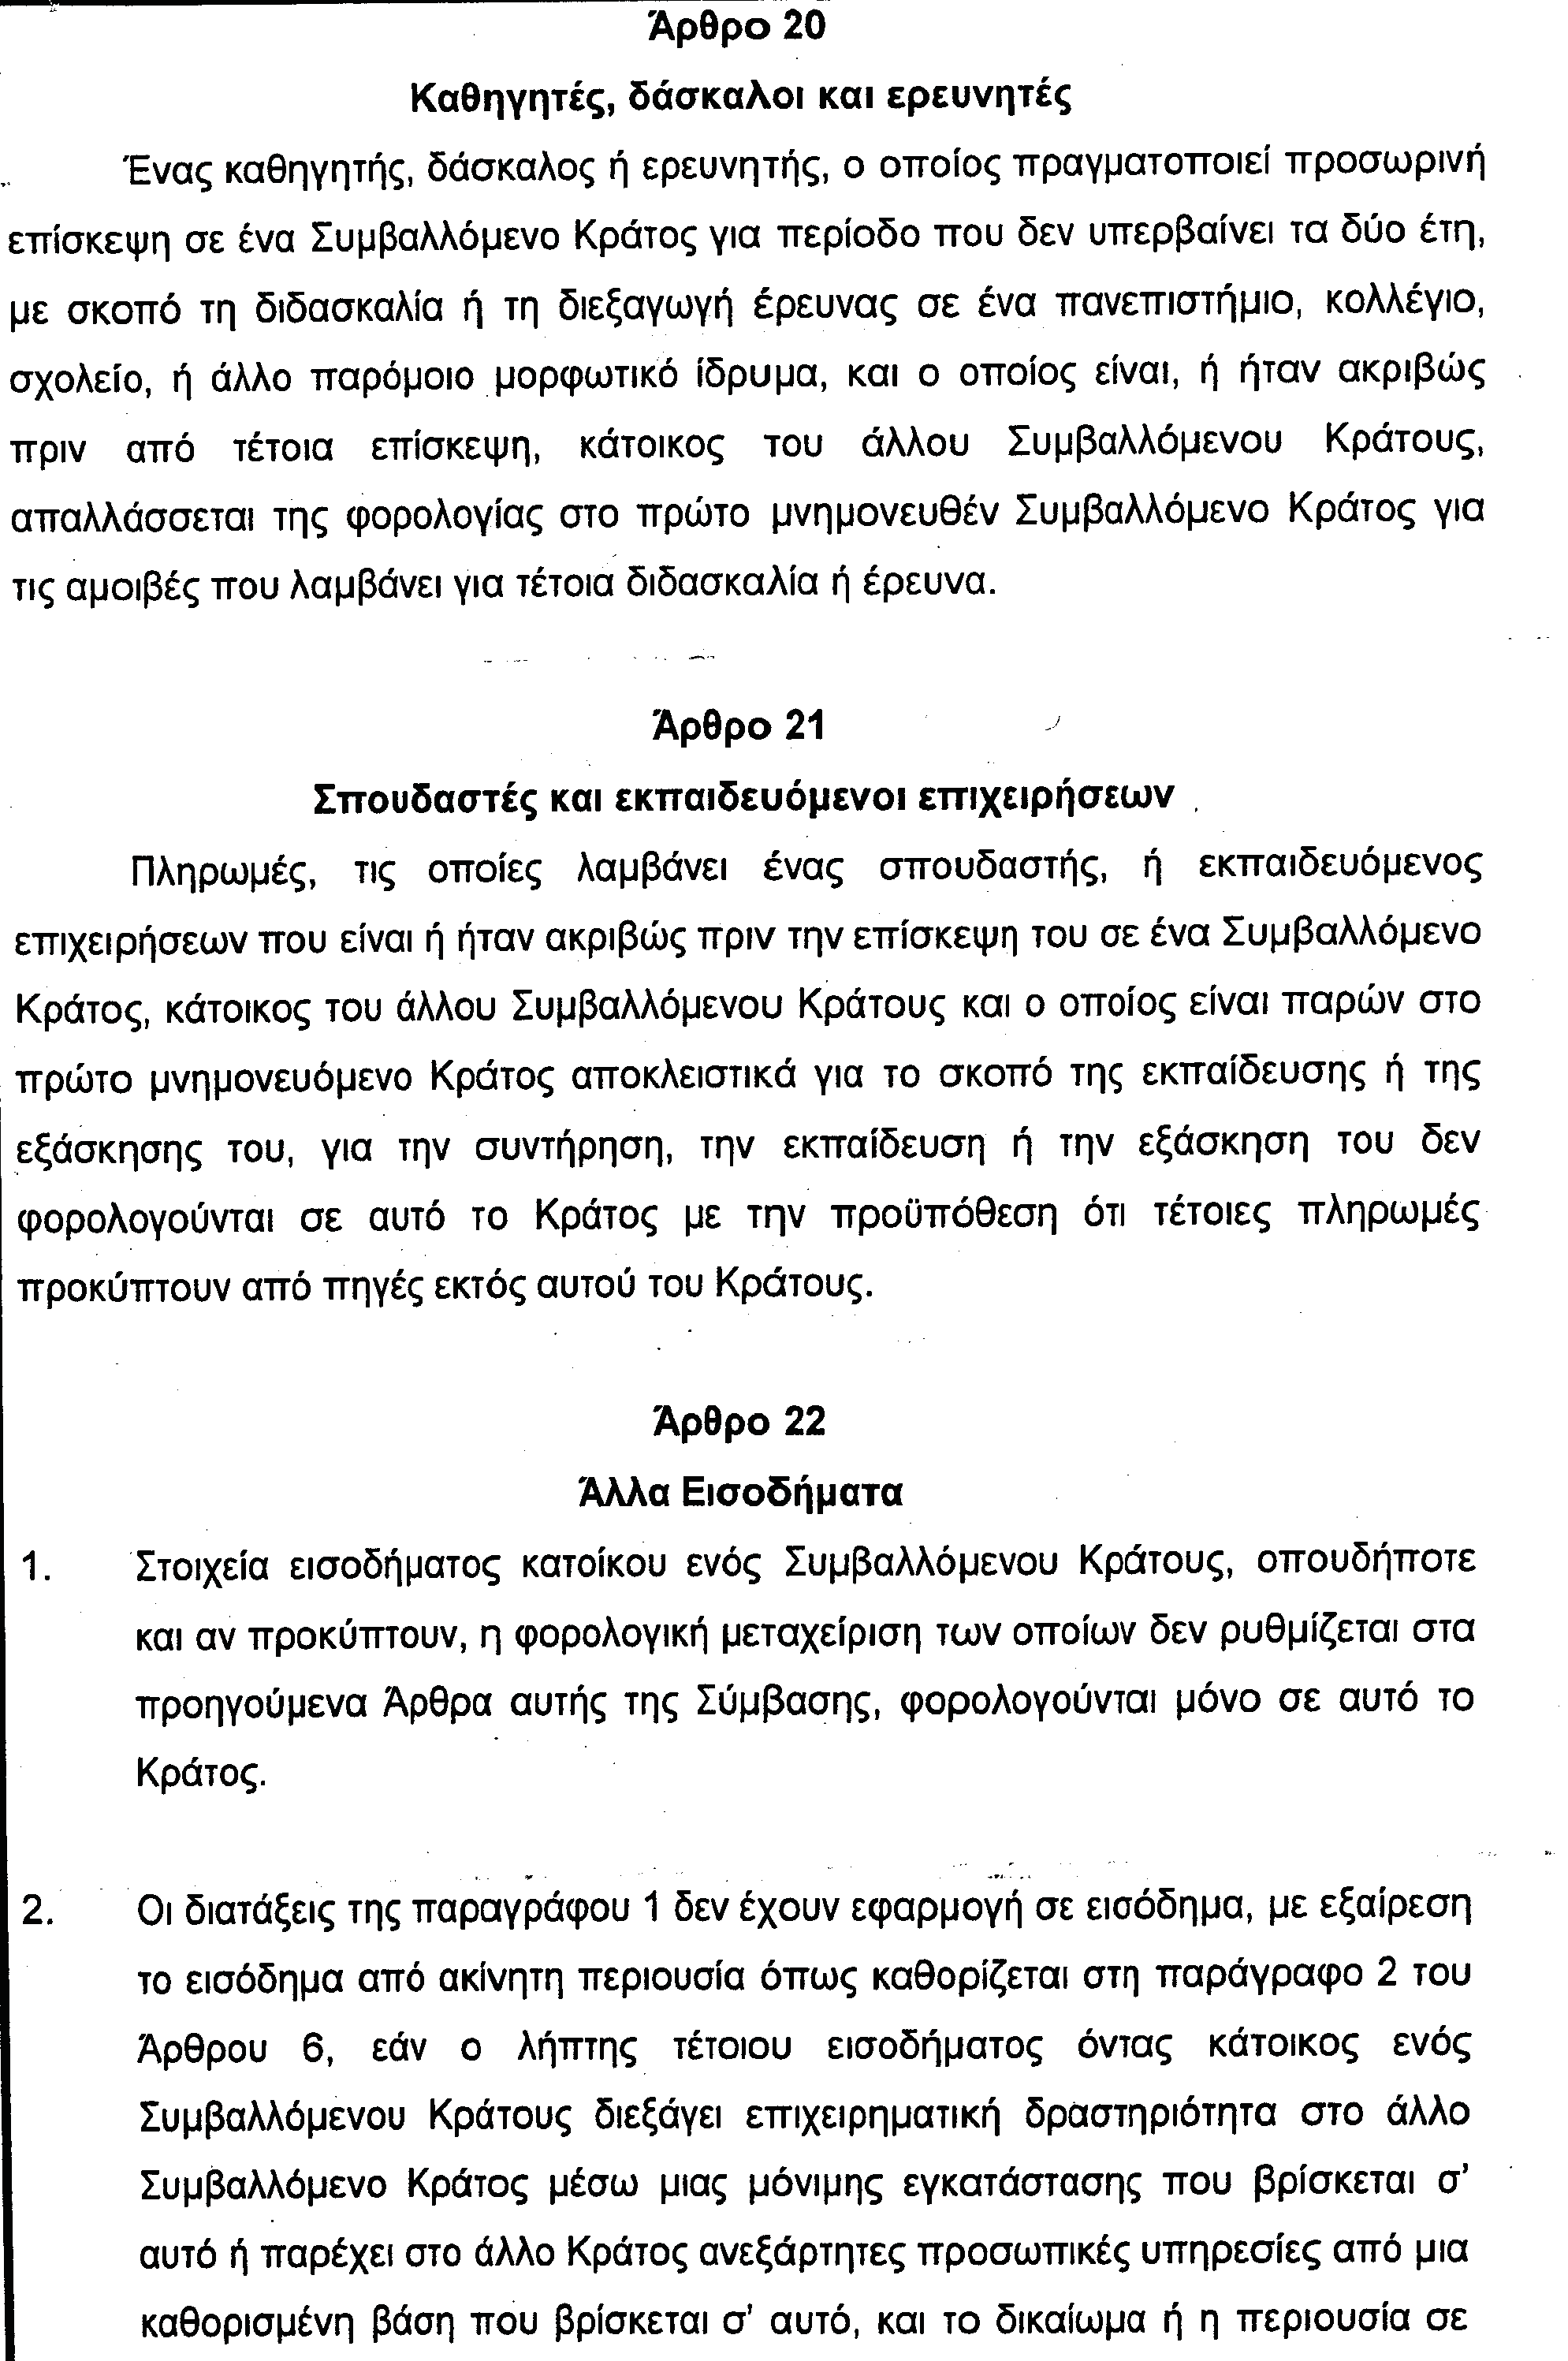 Άρθρο 20
Καθηγητές, δάσκαλοι και ερευνητές
Ένας καθηγητής, δάσκαλος ή ερευνητής, ο οποίος πραγματοποιεί προσωρινή
επίσκεψη σε ένα Συμβαλλόμενο Κράτος για περίοδο που δεν υπερβαίνει τα δύο έτη,
με σκοπό τη διδασκαλία ή τη διεξαγωγή έρευνας σε ένα πανεπιστήμιο, κολλέγιο,
σχολείο, ή άλλο παρόμοιο μορφωτικό ίδρυμα, και ο οποίος είναι, ή ήταν ακριβώς
πριν από τέτοια επίσκεψη, κάτοικος του άλλου Συμβαλλόμενου Κράτους,
απαλλάσσεται της φορολογίας στο πρώτο μνημονευθέν Συμβαλλόμενο Κράτος για
τις αμοιβές που λαμβάνει για τέτοια διδασκαλία ή έρευνα.
Άρθρο 21
Σπουδαστές και εκπαιδευόμενοι επιχειρήσεων
Πληρωμές, τις οποίες λαμβάνει ένας σπουδαστής, ή εκπαιδευόμενος
επιχειρήσεων που είναι ή ήταν ακριβώς πριν την επίσκεψη του σε ένα Συμβαλλόμενο
Κράτος, κάτοικος του άλλου Συμβαλλόμενου Κράτους και ο οποίος είναι παρών στο
πρώτο μνημονευόμενο Κράτος αποκλειστικά για το σκοπό της εκπαίδευσης ή της
εξάσκησης του, για την συντήρηση, την εκπαίδευση ή την εξάσκηση του δεν
φορολογούνται σε αυτό το Κράτος με την προϋπόθεση ότι τέτοιες πληρωμές
προκύπτουν από πηγές εκτός αυτού του Κράτους.
Άρθρο 22
Άλλα Εισοδήματα
1. Στοιχεία εισοδήματος κατοίκου ενός Συμβαλλόμενου Κράτους, οπουδήποτε
και αν προκύπτουν, η φορολογική μεταχείριση των οποίων δεν ρυθμίζεται στα
προηγούμενα Άρθρα αυτής της Σύμβασης, φορολογούνται μόνο σε αυτό το
Κράτος.
2. Οι διατάξεις της παραγράφου 1 δεν έχουν εφαρμογή σε εισόδημα, με εξαίρεση
το εισόδημα από ακίνητη περιουσία όπως καθορίζεται στη παράγραφο 2 του
Άρθρου 6, εάν ο λήπτης τέτοιου εισοδήματος όντας κάτοικος ενός
Συμβαλλόμενου Κράτους διεξάγει επιχειρηματική δραστηριότητα στο άλλο
Συμβαλλόμενο Κράτος μέσω μιας μόνιμης εγκατάστασης που βρίσκεται σ'
αυτό ή παρέχει στο άλλο Κράτος ανεξάρτητες προσωπικές υπηρεσίες από μια
καθορισμένη βάση που βρίσκεται σ' αυτό, και το δικαίωμα ή η περιουσία σε